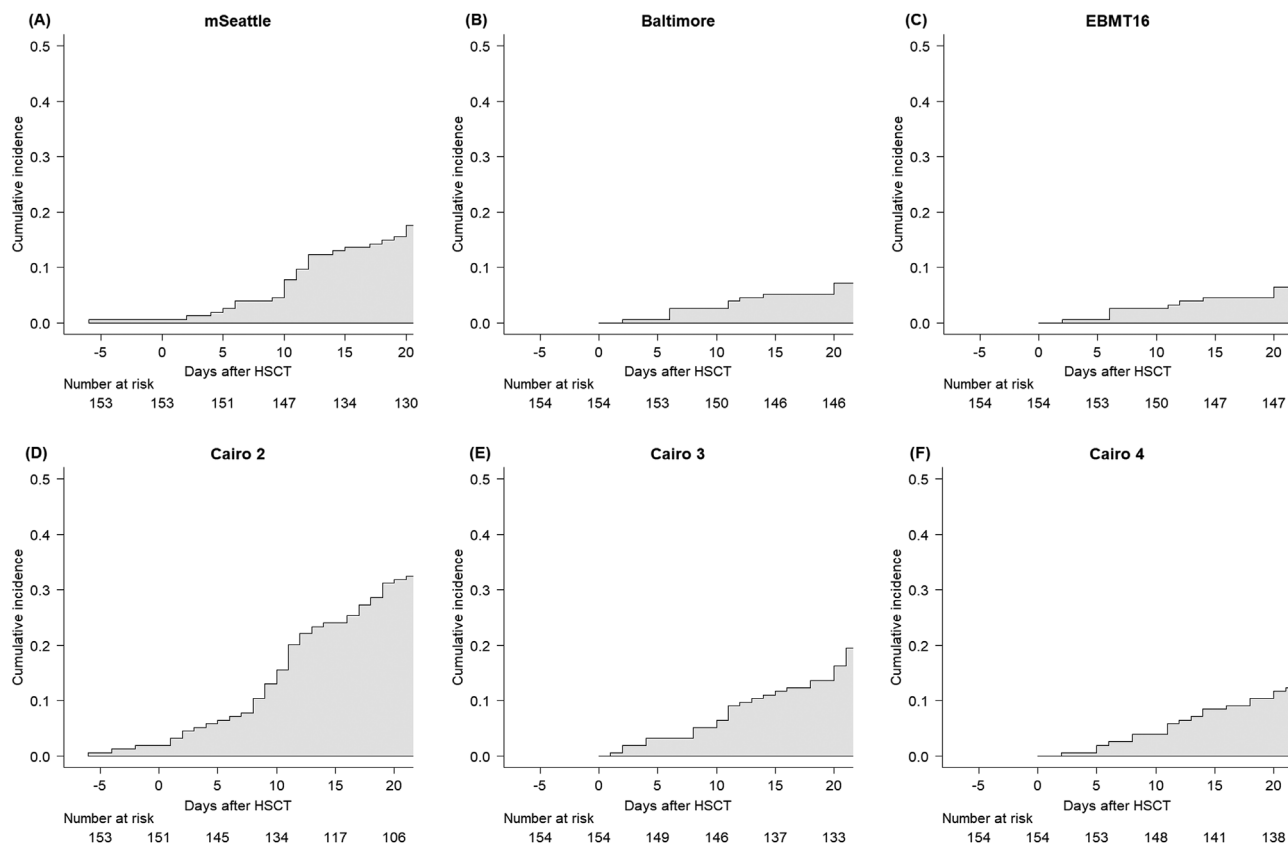 (A) mSeattle
0.5
0.4
0.3
0.2
0.1
0.0
Cumulative incidence
-5 0 5 10 15 20
Days after HSCT
Number at risk
153 153 151 147 134 130
(B) Baltimore
0.5
0.4
0.3
0.2
0.1
0.0
Cumulative incidence
-5 0 5 10 15 20
Days after HSCT
Number at risk
154 154 153 150 146 146
(C) EBMT16
0.5
0.4
0.3
0.2
0.1
0.0
Cumulative incidence
-5 0 5 10 15 20
Days after HSCT
Number at risk
154 154 153 150 147 147
(D) Cairo 2
0.5
0.4
0.3
0.2
0.1
0.0
Cumulative incidence
-5 0 5 10 15 20
Days after HSCT
Number at risk
153 151 145 134 117 106
(E) Cairo 3
0.5
0.4
0.3
0.2
0.1
0.0
Cumulative incidence
-5 0 5 10 15 20
Days after HSCT
Number at risk
154 154 149 146 137 133
(F) Cairo 4
0.5
0.4
0.3
0.2
0.1
0.0
Cumulative incidence
-5 0 5 10 15 20
Days after HSCT
Number at risk
154 154 153 148 141 138